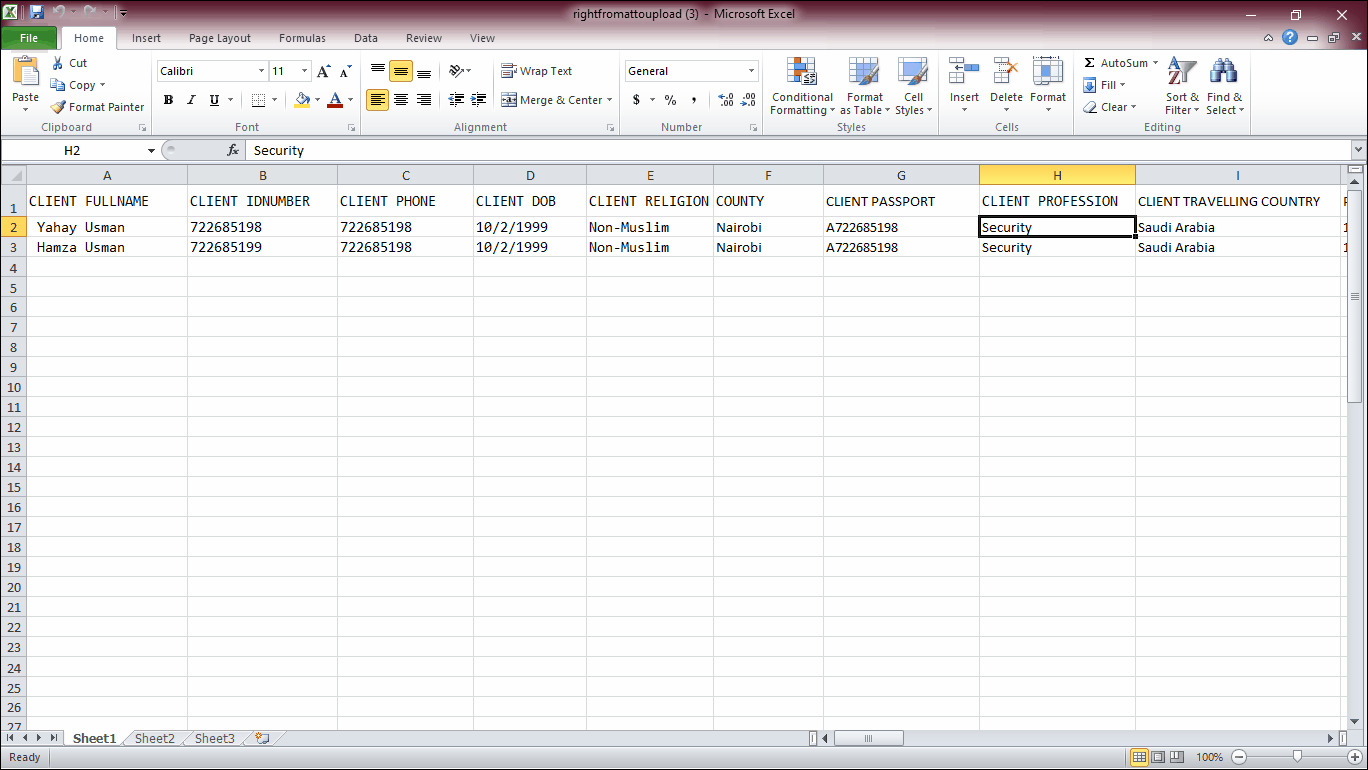 rightfromattoupload (3) - Microsoft Excel
File Home Insert Page Layout Formulas Data Review View
Paste Cut Copy Format Painter Clipboard
Calibri 11 A A B I U A Font
Wrap Text Merge & Center Alignment
General $ % , .00 .0 Number
Conditional Formatting Format as Table Cell Styles Styles
Insert Delete Format Cells
Σ AutoSum Fill Clear Sort & Filter Find & Select Editing
H2 fx Security
A B C D E F G H I
1 CLIENT FULLNAME CLIENT IDNUMBER CLIENT PHONE CLIENT DOB CLIENT RELIGION COUNTY CLIENT PASSPORT CLIENT PROFESSION CLIENT TRAVELLING COUNTRY
2 Yahay Usman 722685198 722685198 10/2/1999 Non-Muslim Nairobi A722685198 Security Saudi Arabia
3 Hamza Usman 722685199 722685198 10/2/1999 Non-Muslim Nairobi A722685198 Security Saudi Arabia
4
5
6
7
8
9
10
11
12
13
14
15
16
17
18
19
20
21
22
23
24
25
26
27
Sheet1 Sheet2 Sheet3
Ready 100%